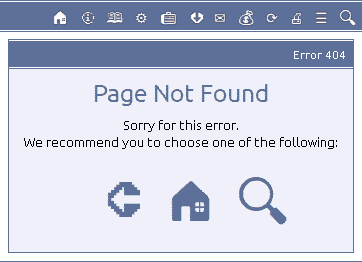 Error 404
Page Not Found
Sorry for this error.
We recommend you to choose one of the following: